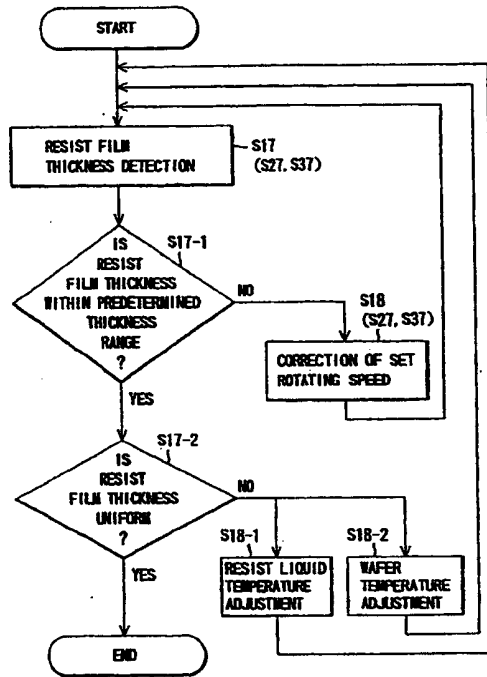 START
RESIST FILM
THICKNESS DETECTION
S17
(S27, S37)
S17-1
IS
RESIST
FILM THICKNESS
WITHIN PREDETERMINED
THICKNESS
RANGE
?
NO
YES
S18
(S27, S37)
CORRECTION OF SET
ROTATING SPEED
S17-2
IS
RESIST
FILM THICKNESS
UNIFORM
?
NO
YES
S18-1
RESIST LIQUID
TEMPERATURE
ADJUSTMENT
S18-2
WAFER
TEMPERATURE
ADJUSTMENT
END